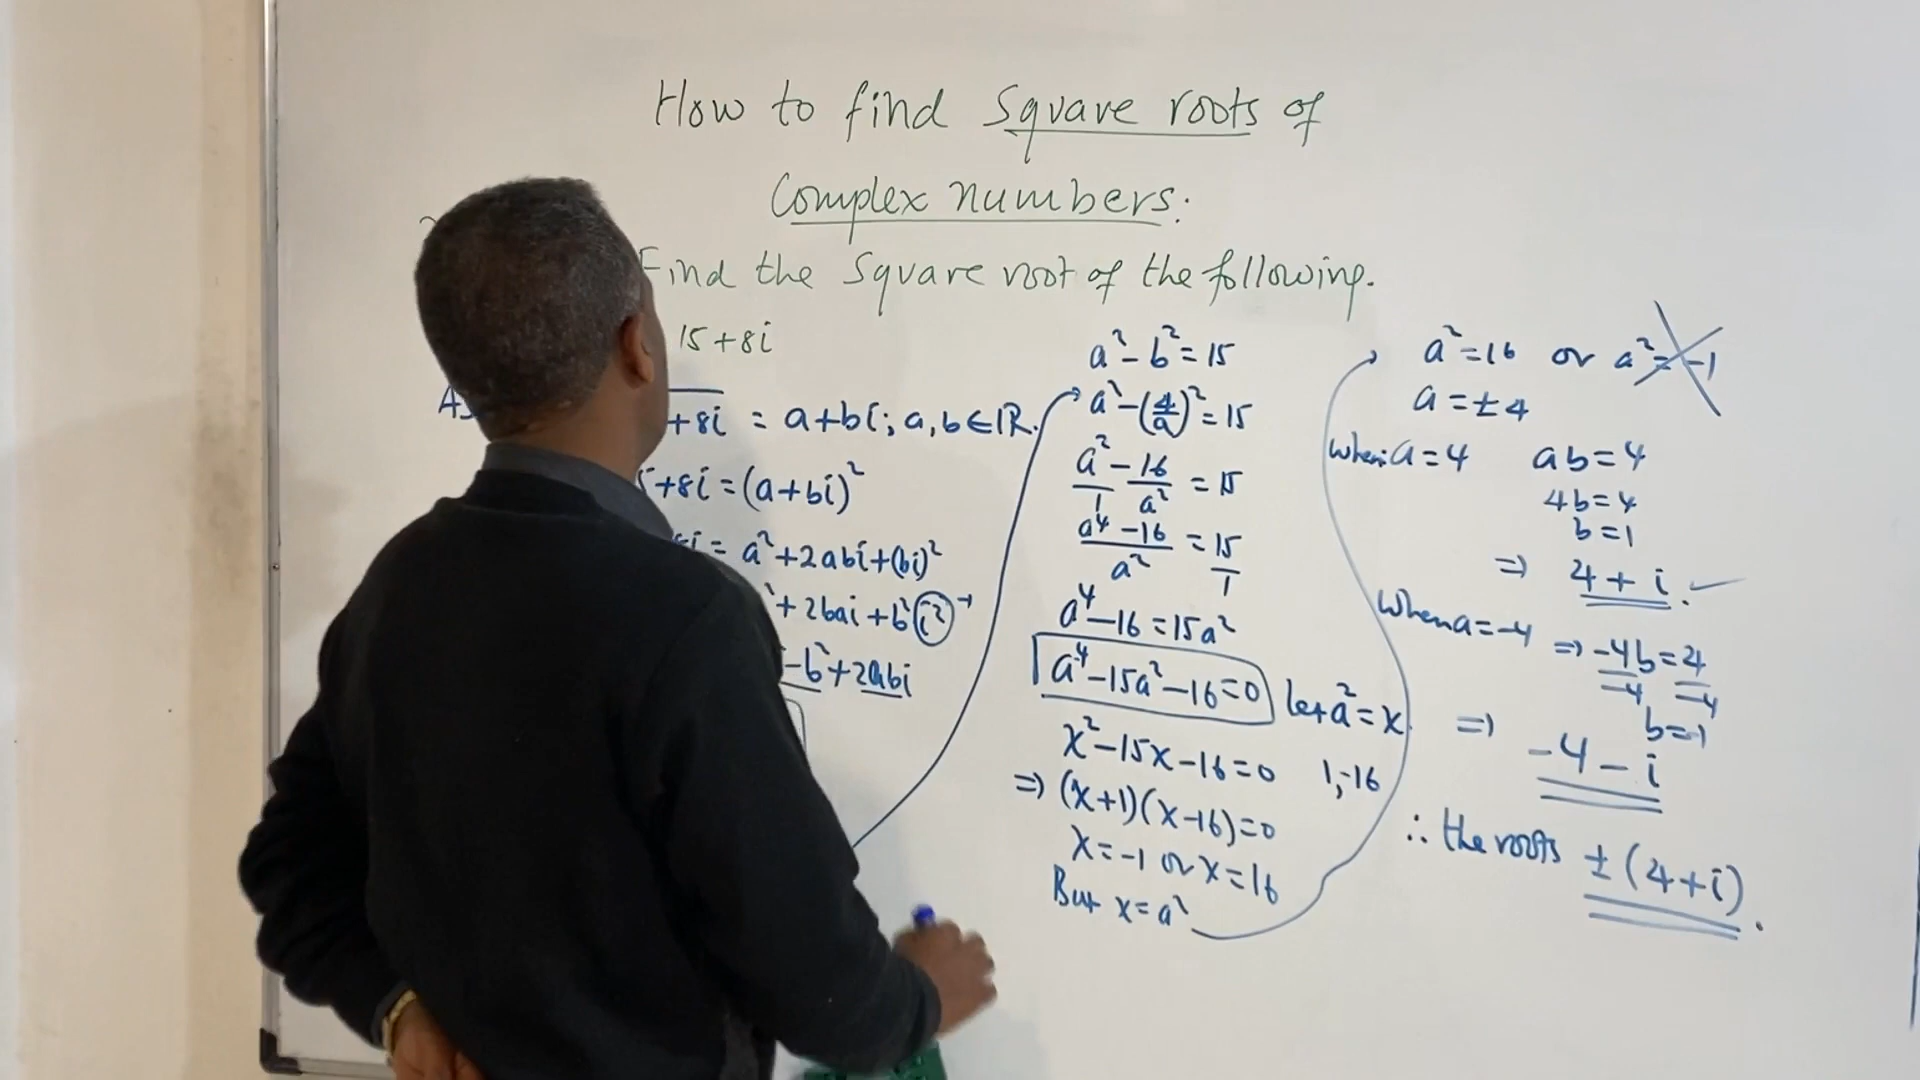 How to find Square roots of
Complex numbers:
Find the Square root of the following.
15+8i
+8i = a+bi; a, b ∈ IR.
+8i = (a+bi)²
= a²+2abi+(bi)²
+2bai+b²(i²)
-b²+2abi
a²-b²=15
a²-(4/a)²=15
a²/1 - 16/a² = 15
(a⁴-16)/a² = 15/1
a⁴-16=15a²
a⁴-15a²-16=0 let a²=x
x²-15x-16=0 1,-16
⇒ (x+1)(x-16)=0
x=-1 or x=16
But x=a²
a²=16 or a²=-1
a=±4
when a=4 ab=4
4b=4
b=1
⇒ 4+i.
when a=-4 ⇒ -4b/-4=4/-4
b=-1
⇒ -4-i
∴ the roots ±(4+i).